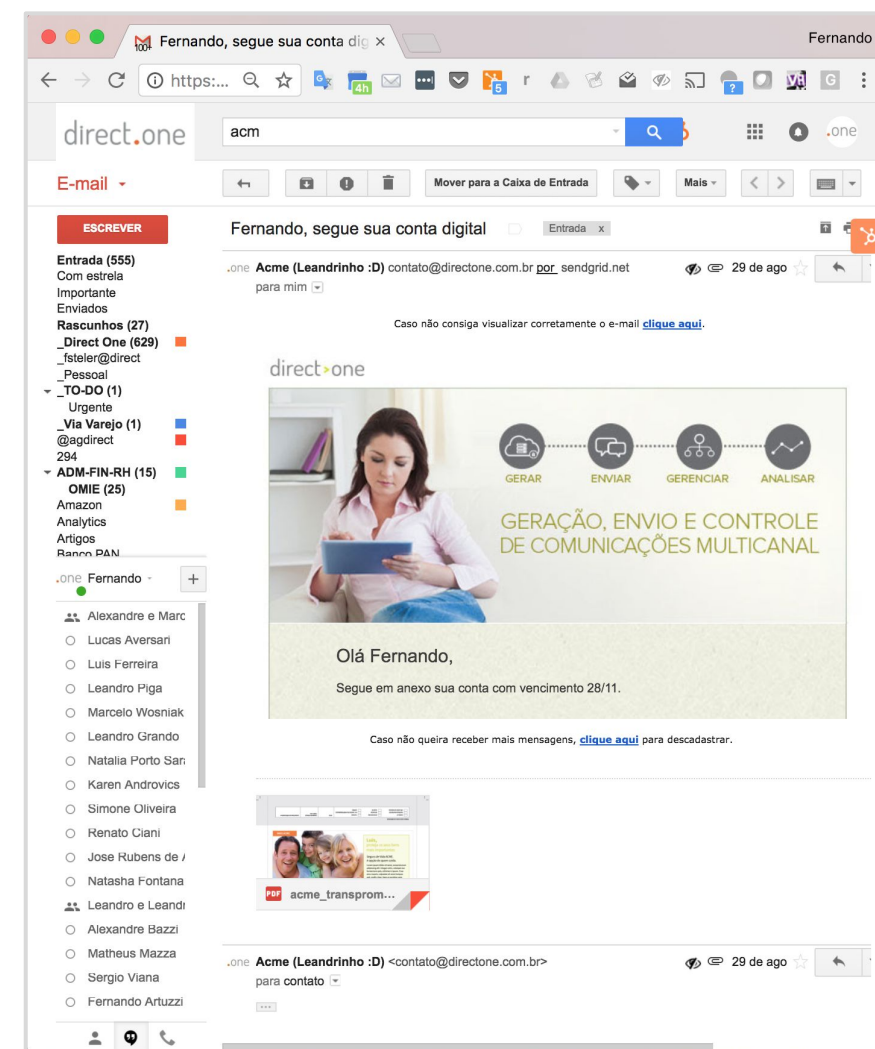 Fernando, segue sua conta dig ×
Fernando
https:...
4h
5
r
?
G
direct.one
acm
.one
E-mail
Mover para a Caixa de Entrada
Mais
ESCREVER
Fernando, segue sua conta digital
Entrada x
Entrada (555)
Com estrela
Importante
Enviados
Rascunhos (27)
_Direct One (629)
_fsteler@direct
_Pessoal
_TO-DO (1)
Urgente
_Via Varejo (1)
@agdirect
294
ADM-FIN-RH (15)
OMIE (25)
Amazon
Analytics
Artigos
Banco PAN
.one Fernando
+
Alexandre e Marc
Lucas Aversari
Luis Ferreira
Leandro Piga
Marcelo Wosniak
Leandro Grando
Natalia Porto Sar
Karen Androvics
Simone Oliveira
Renato Ciani
Jose Rubens de
Natasha Fontana
Leandro e Leandr
Alexandre Bazzi
Matheus Mazza
Sergio Viana
Fernando Artuzzi
.one Acme (Leandrinho :D) contato@directone.com.br por sendgrid.net 29 de ago
para mim
Caso não consiga visualizar corretamente o e-mail clique aqui.
direct>one
GERAR ENVIAR GERENCIAR ANALISAR
GERAÇÃO, ENVIO E CONTROLE
DE COMUNICAÇÕES MULTICANAL
Olá Fernando,
Segue em anexo sua conta com vencimento 28/11.
Caso não queira receber mais mensagens, clique aqui para descadastrar.
PDF acme_transprom...
.one Acme (Leandrinho :D) <contato@directone.com.br> 29 de ago
para contato